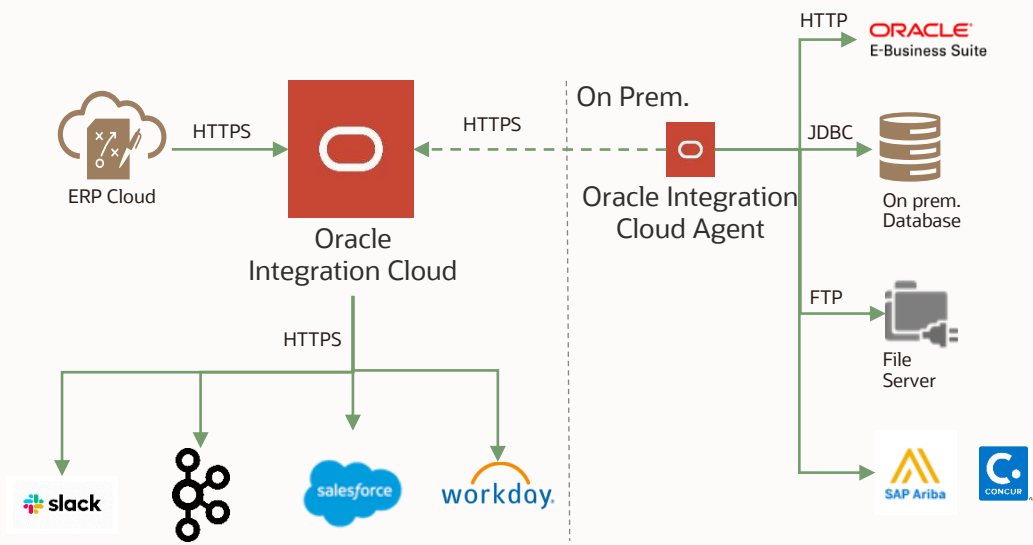 HTTP
ORACLE
E-Business Suite
On Prem.
HTTPS
HTTPS
JDBC
ERP Cloud
Oracle Integration
Cloud Agent
On prem.
Database
Oracle
Integration Cloud
FTP
HTTPS
File
Server
slack
salesforce
workday.
SAP Ariba
C.
CONCUR